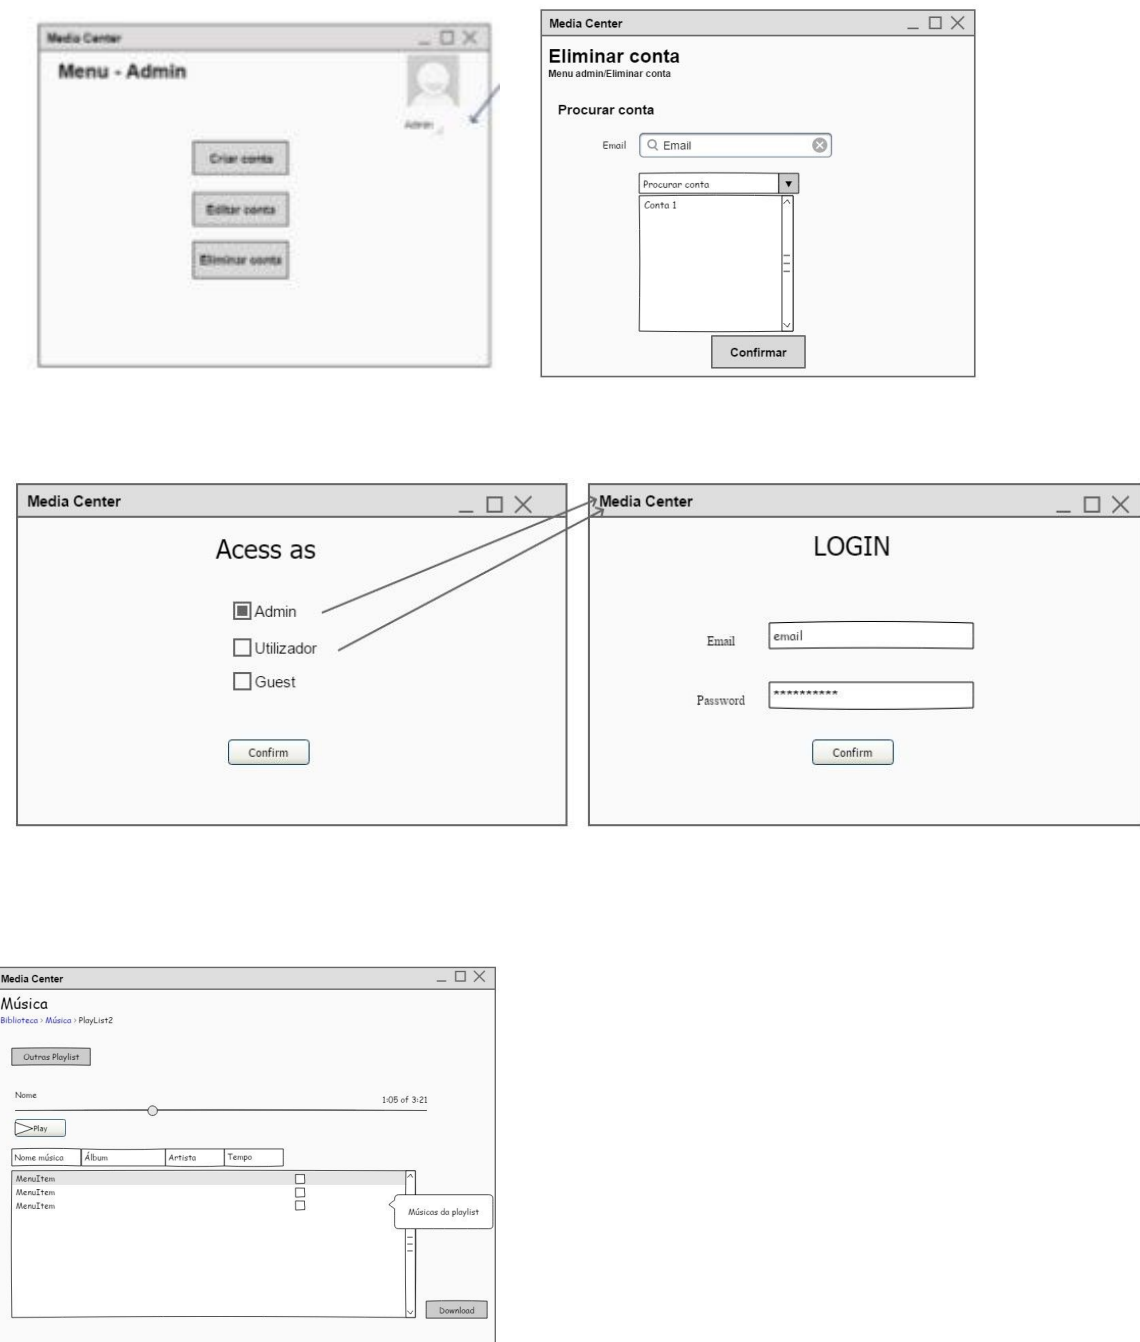 Media Center
Menu - Admin
Admin
Criar conta
Editar conta
Eliminar conta
Media Center
Eliminar conta
Menu admin/Eliminar conta
Procurar conta
Email
Email
Procurar conta
Conta 1
Confirmar
Media Center
Acess as
Admin
Utilizador
Guest
Confirm
Media Center
LOGIN
Email
email
Password
**********
Confirm
Media Center
Música
Biblioteca > Música > PlayList2
Outras Playlist
Nome
1:05 of 3:21
Play
Nome música Álbum Artista Tempo
MenuItem
MenuItem
MenuItem
Músicas da playlist
Download